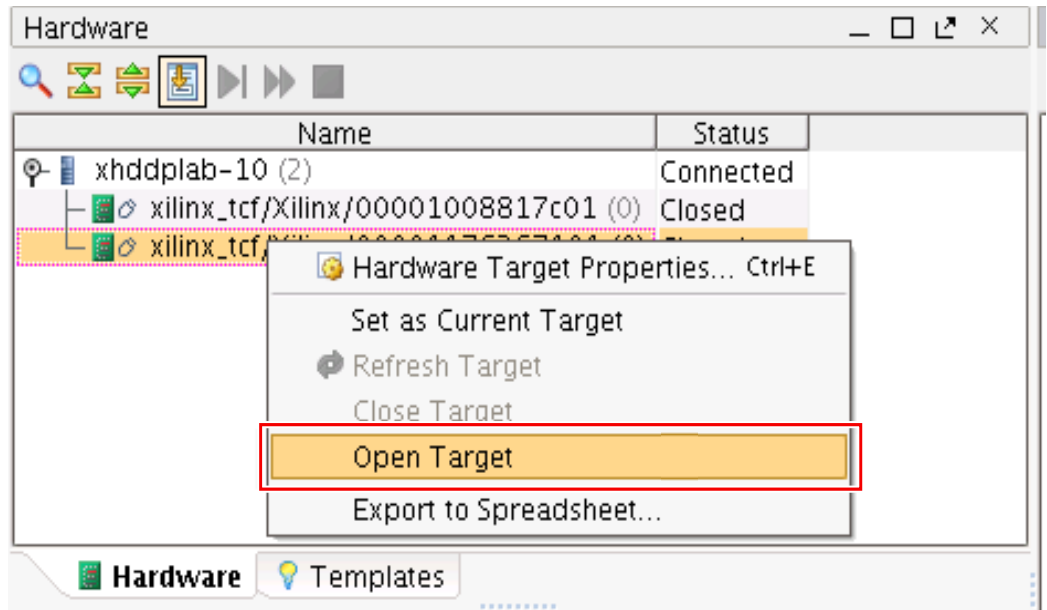 Hardware
Name Status
xhddplab-10 (2) Connected
xilinx_tcf/Xilinx/00001008817c01 (0) Closed
xilinx_tcf/
Hardware Target Properties... Ctrl+E
Set as Current Target
Refresh Target
Close Target
Open Target
Export to Spreadsheet...
Hardware Templates